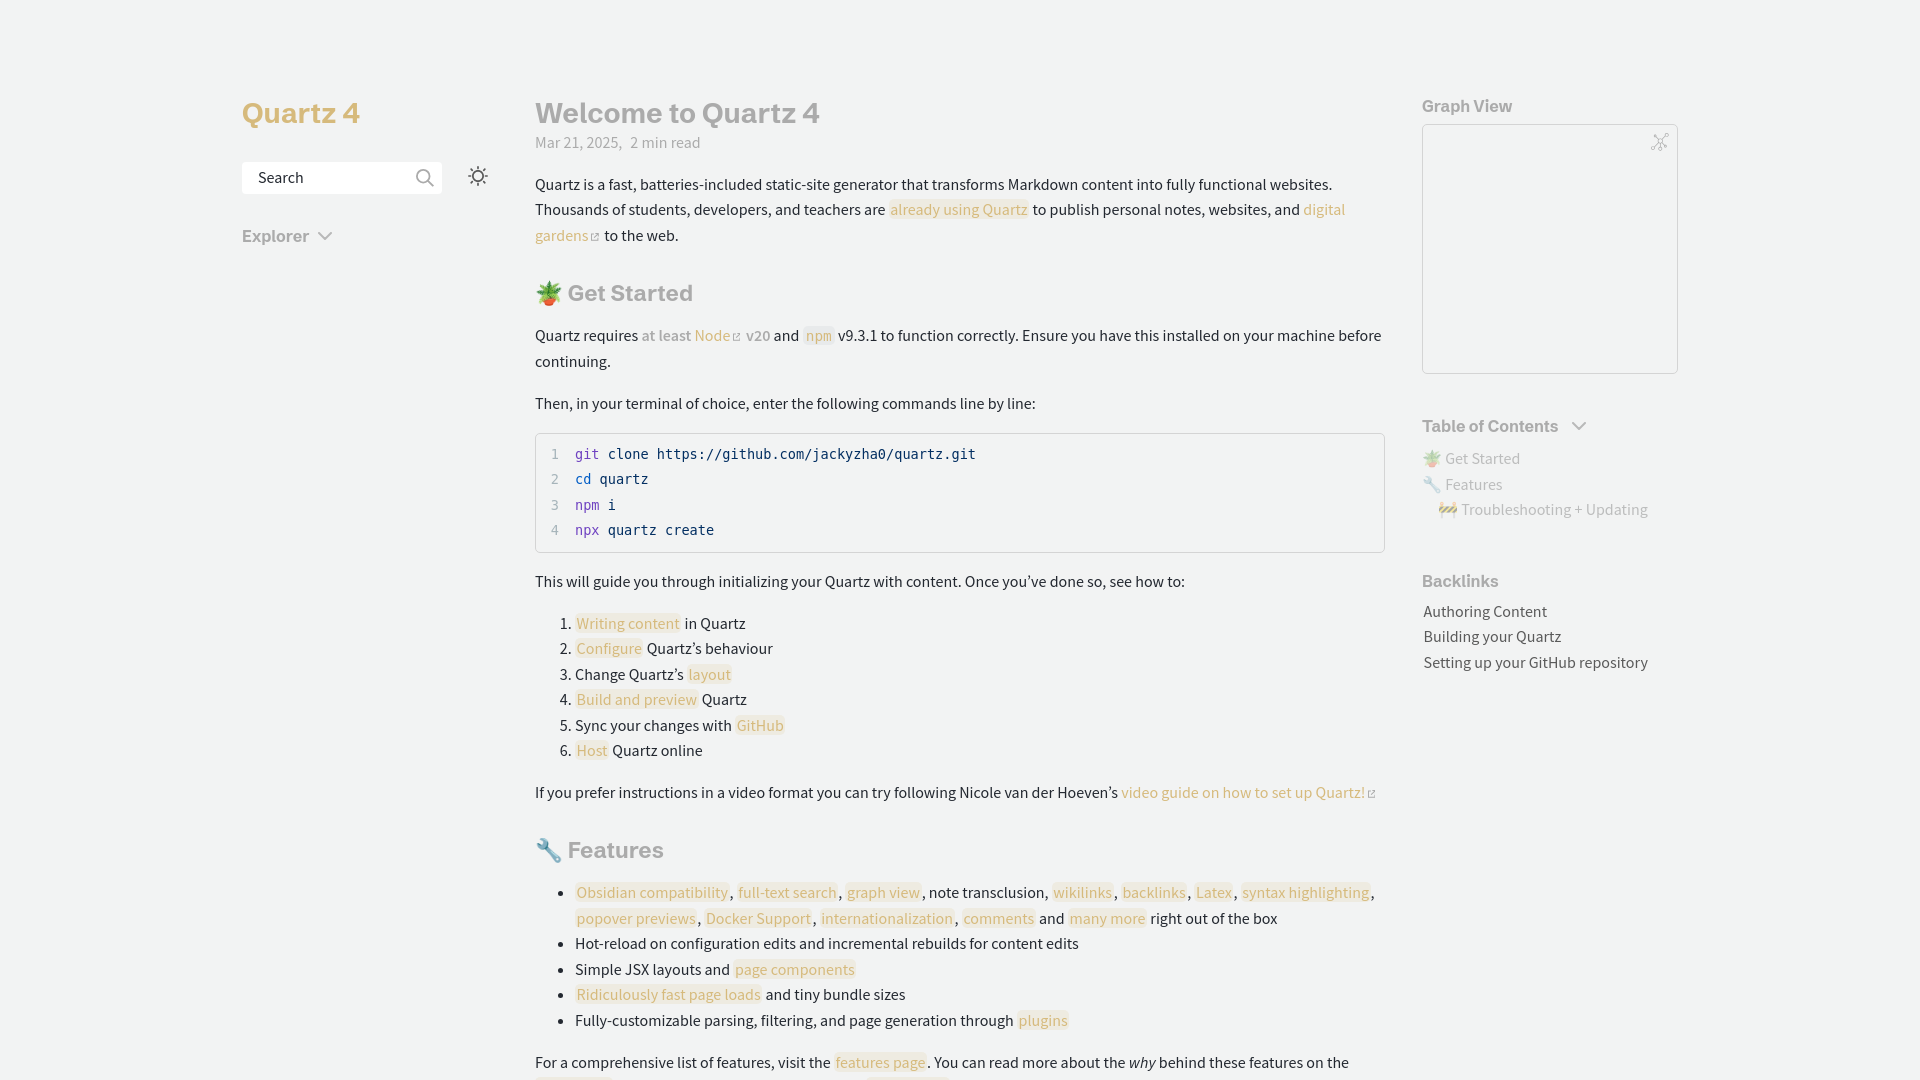 Quartz 4
Search
Explorer
Welcome to Quartz 4
Mar 21, 2025, 2 min read
Quartz is a fast, batteries-included static-site generator that transforms Markdown content into fully functional websites.
Thousands of students, developers, and teachers are already using Quartz to publish personal notes, websites, and digital
gardens to the web.
🪴 Get Started
Quartz requires at least Node v20 and npm v9.3.1 to function correctly. Ensure you have this installed on your machine before
continuing.
Then, in your terminal of choice, enter the following commands line by line:
1 git clone https://github.com/jackyzha0/quartz.git
2 cd quartz
3 npm i
4 npx quartz create
This will guide you through initializing your Quartz with content. Once you’ve done so, see how to:
1. Writing content in Quartz
2. Configure Quartz’s behaviour
3. Change Quartz’s layout
4. Build and preview Quartz
5. Sync your changes with GitHub
6. Host Quartz online
If you prefer instructions in a video format you can try following Nicole van der Hoeven’s video guide on how to set up Quartz!
🔧 Features
• Obsidian compatibility, full-text search, graph view, note transclusion, wikilinks, backlinks, Latex, syntax highlighting,
popover previews, Docker Support, internationalization, comments and many more right out of the box
• Hot-reload on configuration edits and incremental rebuilds for content edits
• Simple JSX layouts and page components
• Ridiculously fast page loads and tiny bundle sizes
• Fully-customizable parsing, filtering, and page generation through plugins
For a comprehensive list of features, visit the features page. You can read more about the why behind these features on the
Graph View
Table of Contents
🪴 Get Started
🔧 Features
🚧 Troubleshooting + Updating
Backlinks
Authoring Content
Building your Quartz
Setting up your GitHub repository